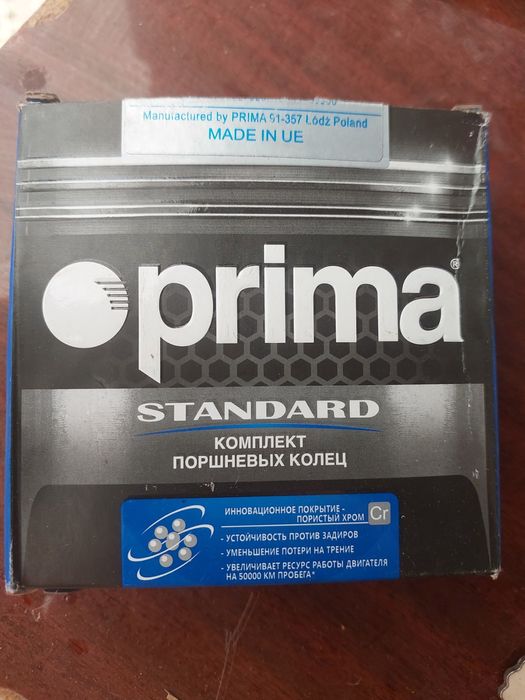 Manufactured by PRIMA 91-357 Łódź Poland
MADE IN UE
prima®
STANDARD
КОМПЛЕКТ
ПОРШНЕВЫХ КОЛЕЦ
ИННОВАЦИОННОЕ ПОКРЫТИЕ -
ПОРИСТЫЙ ХРОМ Cr
- УСТОЙЧИВОСТЬ ПРОТИВ ЗАДИРОВ
- УМЕНЬШЕНИЕ ПОТЕРИ НА ТРЕНИЕ
- УВЕЛИЧИВАЕТ РЕСУРС РАБОТЫ ДВИГАТЕЛЯ
НА 50000 КМ ПРОБЕГА*